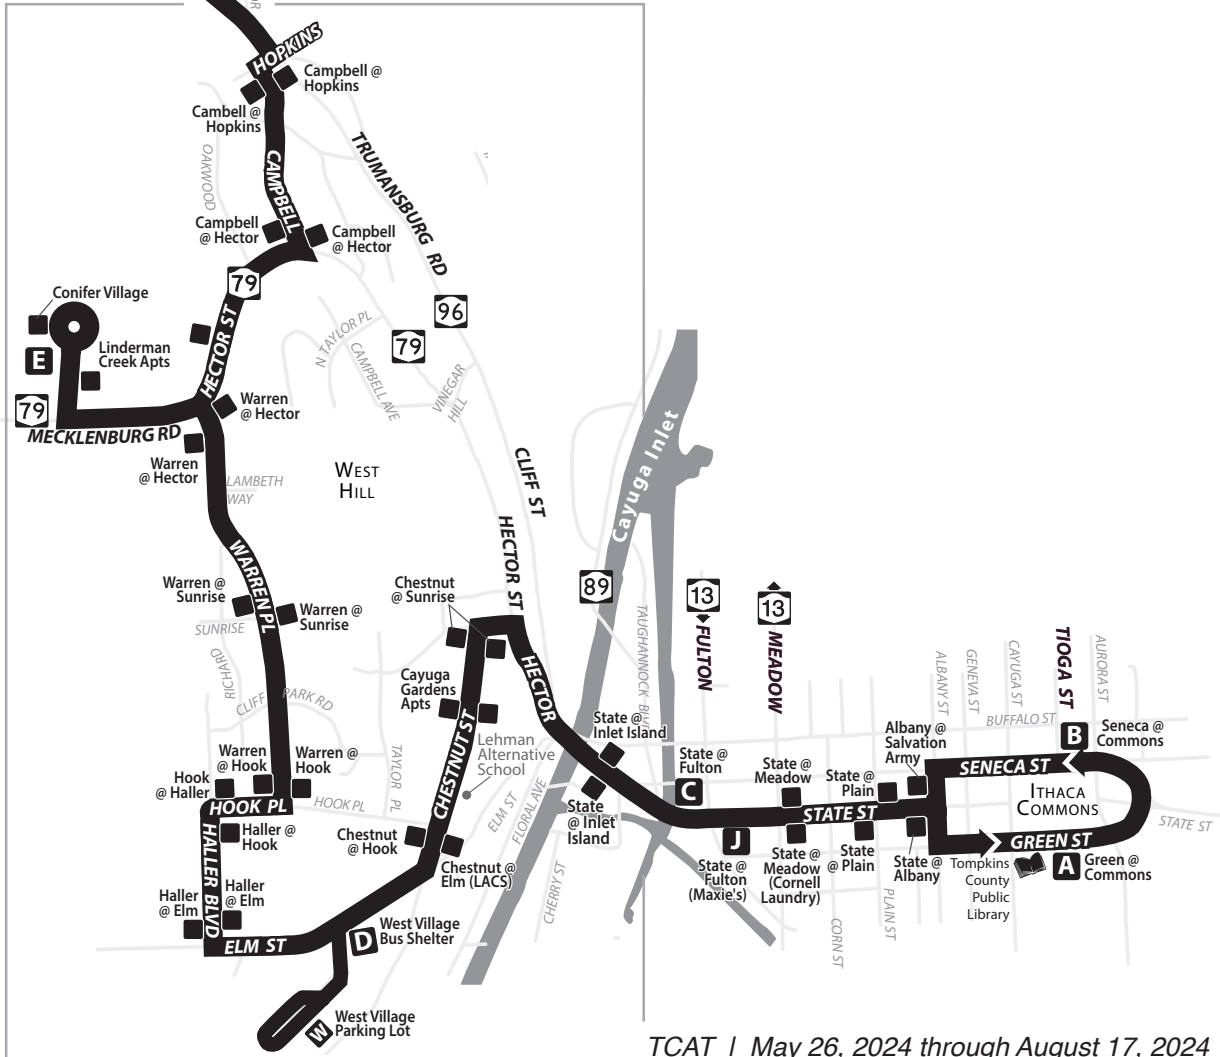 HOPKINS
Campbell @
Hopkins
Cambell @
Hopkins
OAKWOOD
CAMPBELL
TRUMANSBURG RD
Campbell
@ Hector
Campbell
@ Hector
79
Conifer Village
E
Linderman
Creek Apts
HECTOR ST
96
79
N TAYLOR PL
CAMPBELL AVE
VINEGAR
HILL
79
MECKLENBURG RD
Warren
@ Hector
Warren
@ Hector
LAMBETH
WAY
WEST
HILL
CLIFF ST
HECTOR ST
Cayuga Inlet
WARREN PL
Warren @
Sunrise
Warren @
Sunrise
SUNRISE
RICHARD
CLIFF PARK RD
Chestnut
@ Sunrise
89
13
FULTON
13
MEADOW
TAUGHANNOCK BLVD
HECTOR
Cayuga
Gardens
Apts
CHESTNUT ST
Lehman
Alternative
School
State @
Inlet Island
State @
Fulton
C
State @
Meadow
State @
Plain
Albany @
Salvation
Army
ALBANY ST
GENEVA ST
CAYUGA ST
TIOGA ST
AURORA ST
BUFFALO ST
B
Seneca @
Commons
SENECA ST
ITHACA
COMMONS
STATE ST
STATE ST
GREEN ST
Warren
@ Hook
Warren @
Hook
Hook
@ Haller
HOOK PL
HOOK PL
TAYLOR PL
HALLER BLVD
Haller @
Hook
Haller
@ Elm
Haller
@ Elm
ELM ST
Chestnut
@ Hook
Chestnut @
Elm (LACS)
ELM ST
FLORAL AVE
CHERRY ST
State
@ Inlet
Island
J
State @
Fulton
(Maxie's)
State @
Meadow
(Cornell
Laundry)
State
@ Plain
State @
Albany
Tompkins
County
Public
Library
A
Green @
Commons
CORN ST
PLAIN ST
D
West Village
Bus Shelter
W
West Village
Parking Lot
TCAT | May 26, 2024 through August 17, 2024